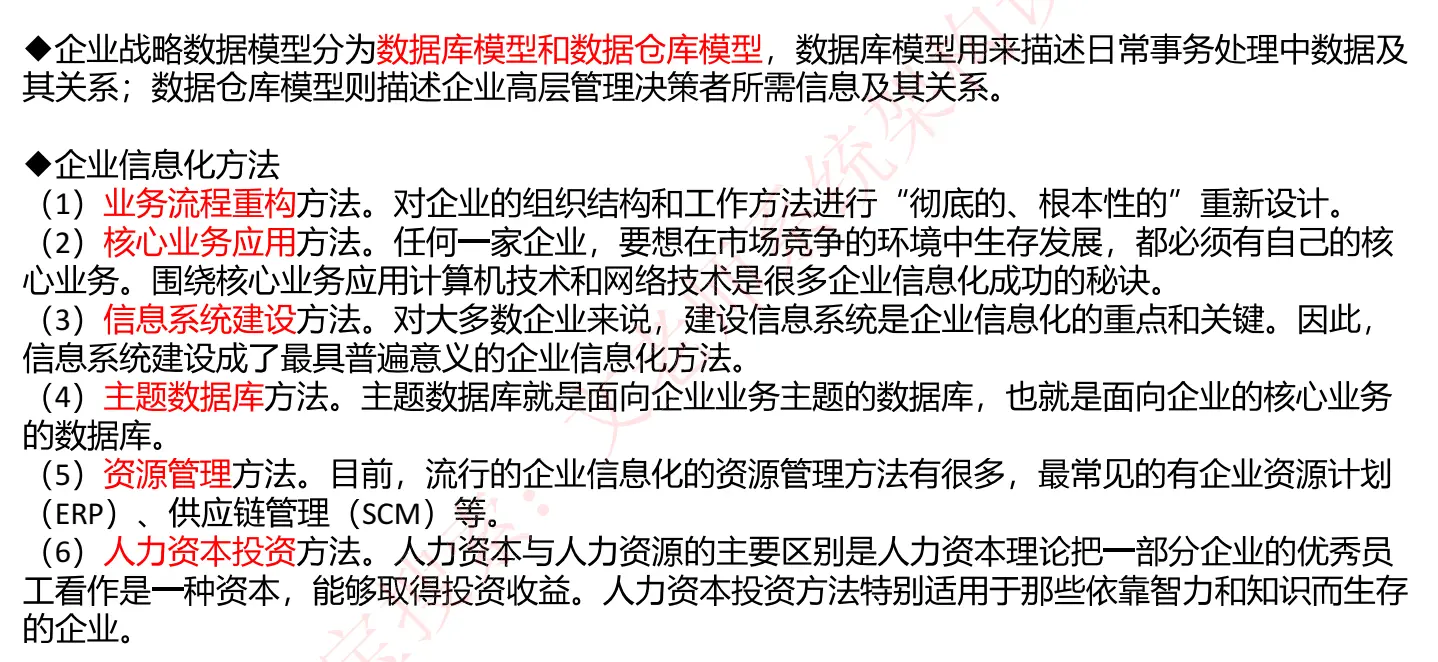 ◆企业战略数据模型分为数据库模型和数据仓库模型，数据库模型用来描述日常事务处理中数据及
其关系；数据仓库模型则描述企业高层管理决策者所需信息及其关系。
◆企业信息化方法
（1）业务流程重构方法。对企业的组织结构和工作方法进行“彻底的、根本性的”重新设计。
（2）核心业务应用方法。任何一家企业，要想在市场竞争的环境中生存发展，都必须有自己的核
心业务。围绕核心业务应用计算机技术和网络技术是很多企业信息化成功的秘诀。
（3）信息系统建设方法。对大多数企业来说，建设信息系统是企业信息化的重点和关键。因此，
信息系统建设成了最具普遍意义的企业信息化方法。
（4）主题数据库方法。主题数据库就是面向企业业务主题的数据库，也就是面向企业的核心业务
的数据库。
（5）资源管理方法。目前，流行的企业信息化的资源管理方法有很多，最常见的有企业资源计划
（ERP）、供应链管理（SCM）等。
（6）人力资本投资方法。人力资本与人力资源的主要区别是人力资本理论把一部分企业的优秀员
工看作是一种资本，能够取得投资收益。人力资本投资方法特别适用于那些依靠智力和知识而生存
的企业。